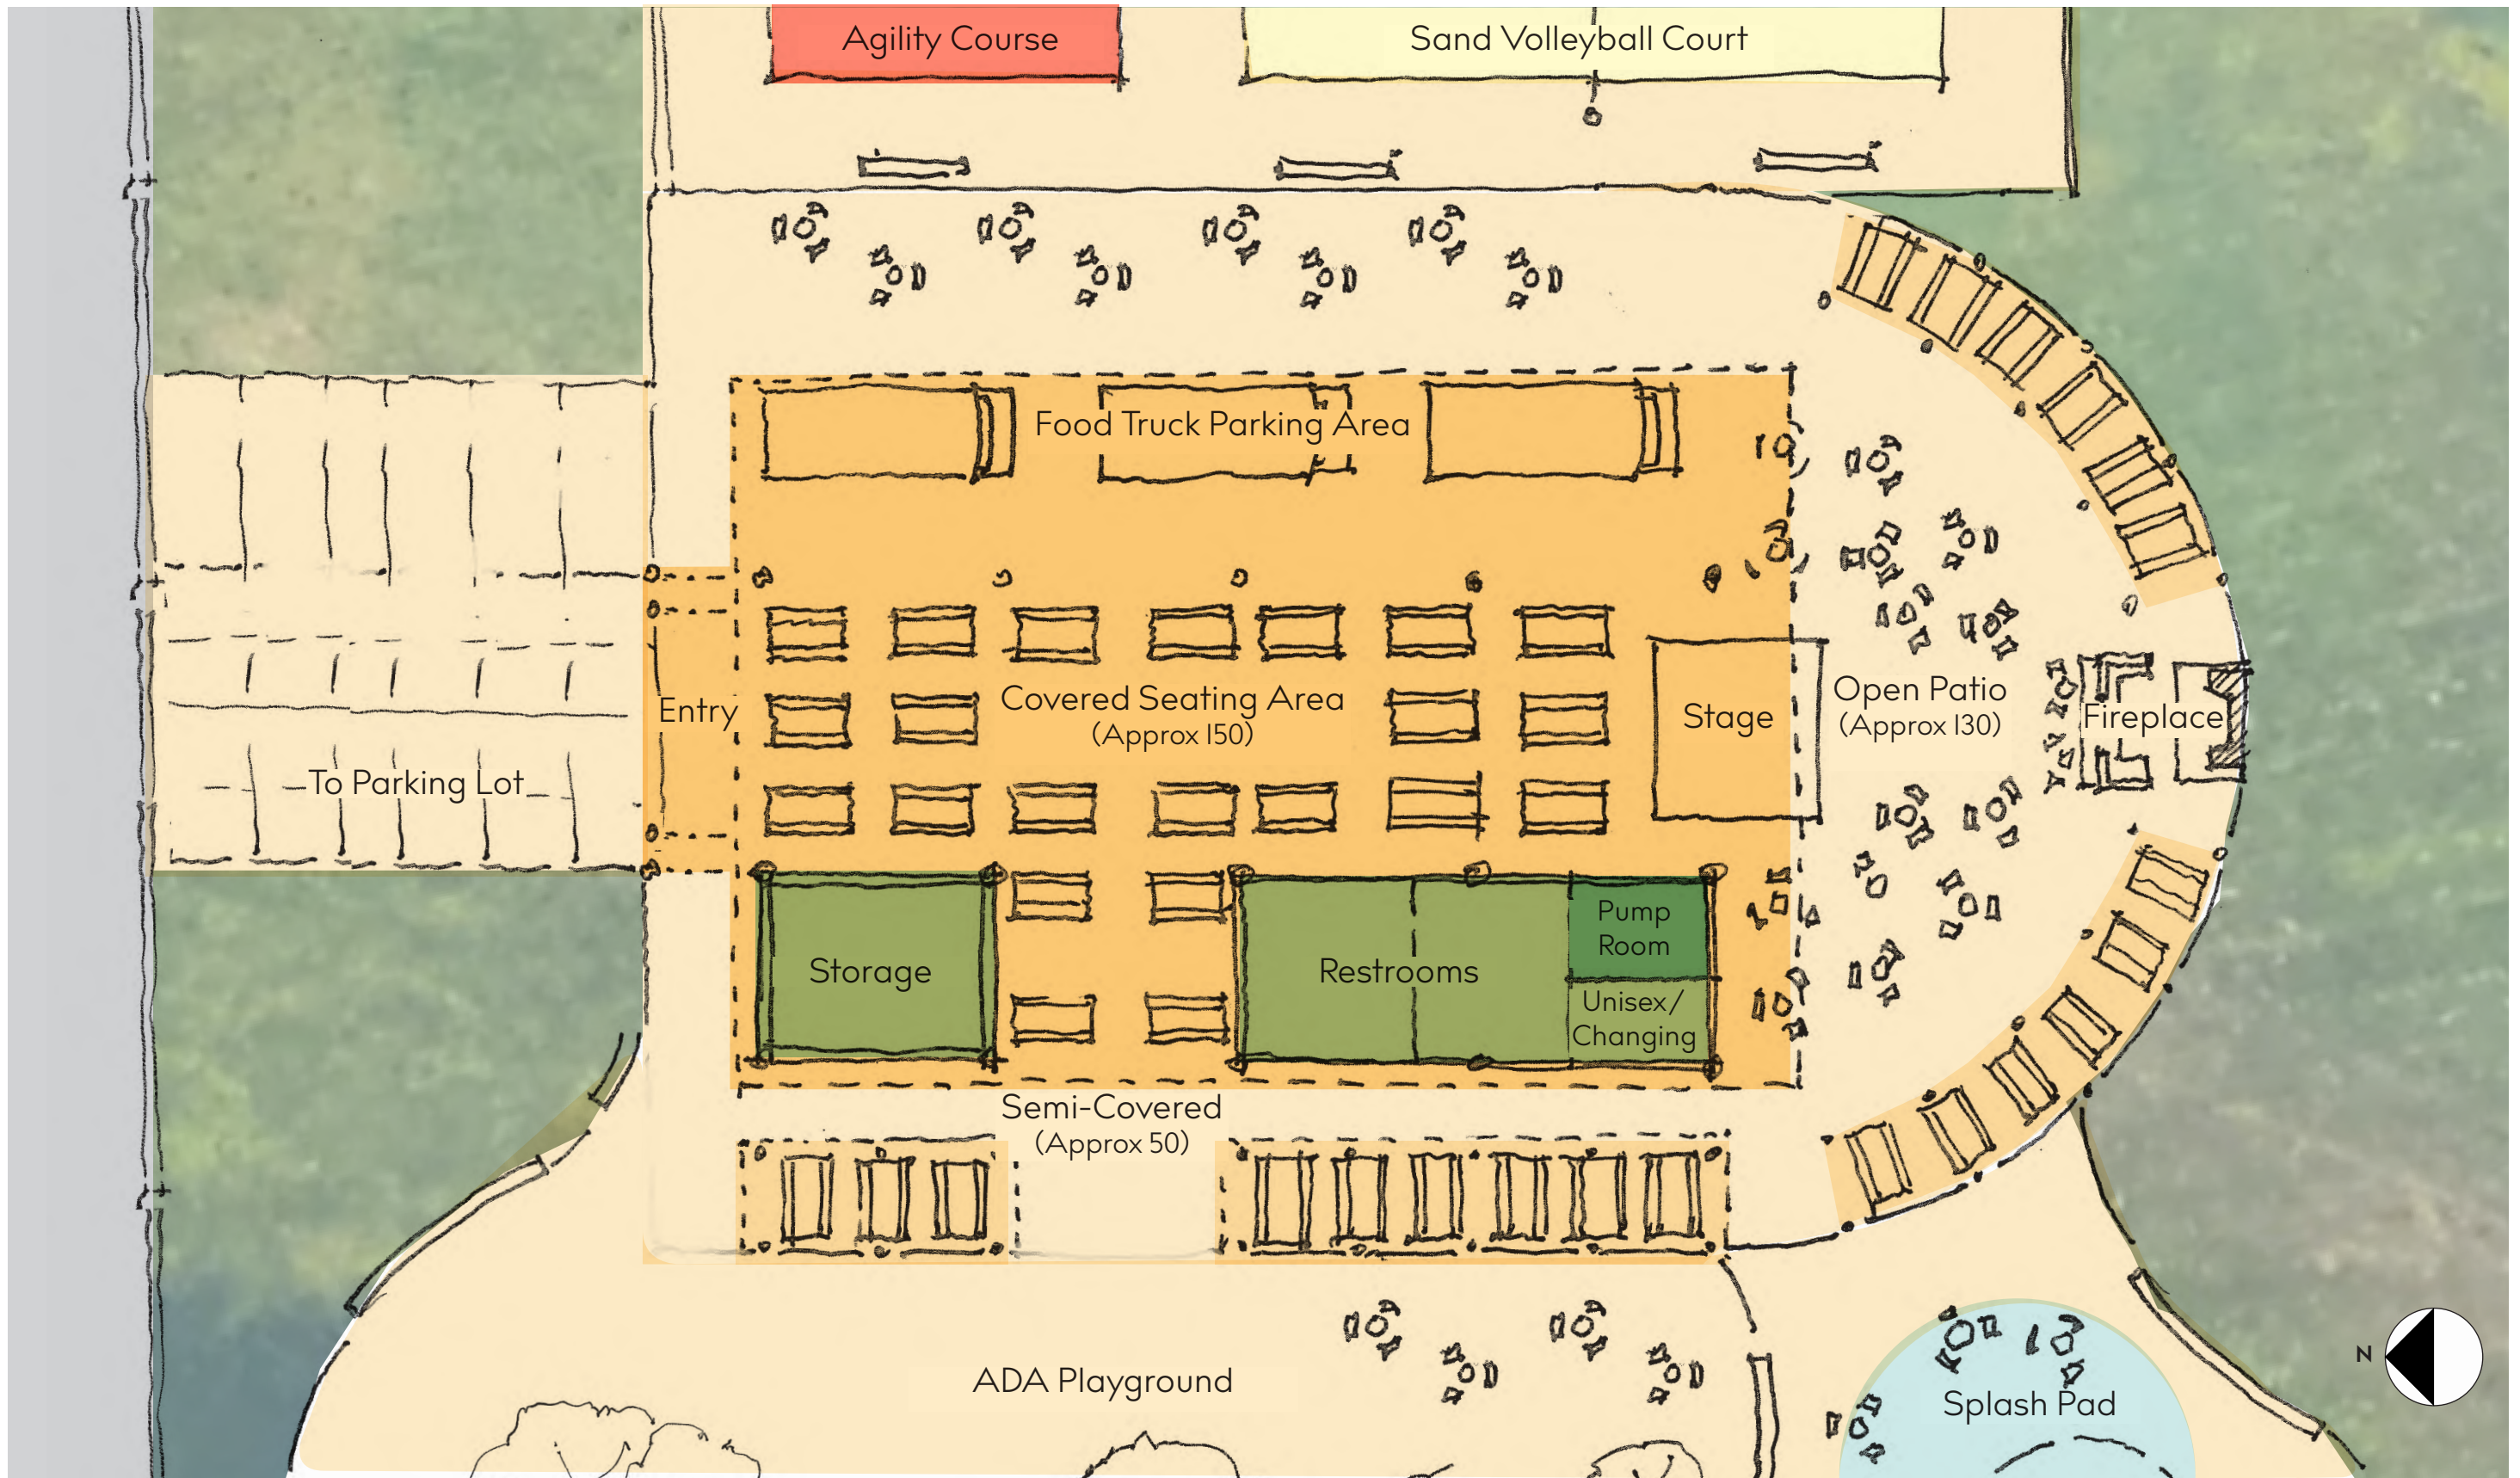 Agility Course
Sand Volleyball Court
Food Truck Parking Area
Entry
Covered Seating Area
(Approx 150)
Stage
Open Patio
(Approx 130)
Fireplace
To Parking Lot
Storage
Restrooms
Pump
Room
Unisex/
Changing
Semi-Covered
(Approx 50)
ADA Playground
Splash Pad
N